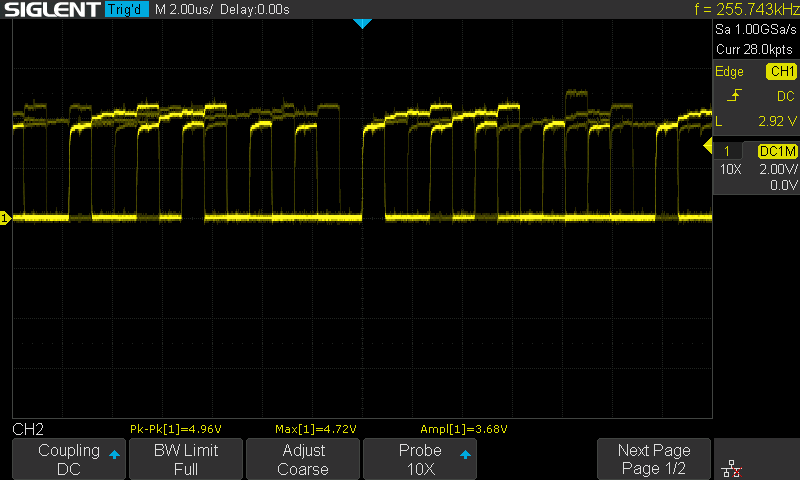 SIGLENT Trig'd M 2.00us/ Delay:0.00s f = 255.743kHz
Sa 1.00GSa/s
Curr 28.0kpts
Edge CH1
DC
L 2.92 V
1 DC1M
10X 2.00V/
0.0V
1
CH2 Pk-Pk[1]=4.96V Max[1]=4.72V Ampl[1]=3.68V
Coupling BW Limit Adjust Probe Next Page
DC Full Coarse 10X Page 1/2